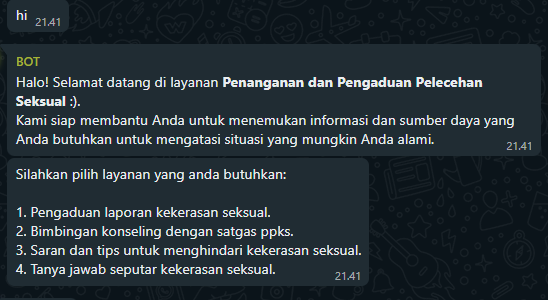 hi
21.41
BOT
Halo! Selamat datang di layanan Penanganan dan Pengaduan Pelecehan
Seksual :).
Kami siap membantu Anda untuk menemukan informasi dan sumber daya yang
Anda butuhkan untuk mengatasi situasi yang mungkin Anda alami.
21.41
Silahkan pilih layanan yang anda butuhkan:
1. Pengaduan laporan kekerasan seksual.
2. Bimbingan konseling dengan satgas ppks.
3. Saran dan tips untuk menghindari kekerasan seksual.
4. Tanya jawab seputar kekerasan seksual.
21.41